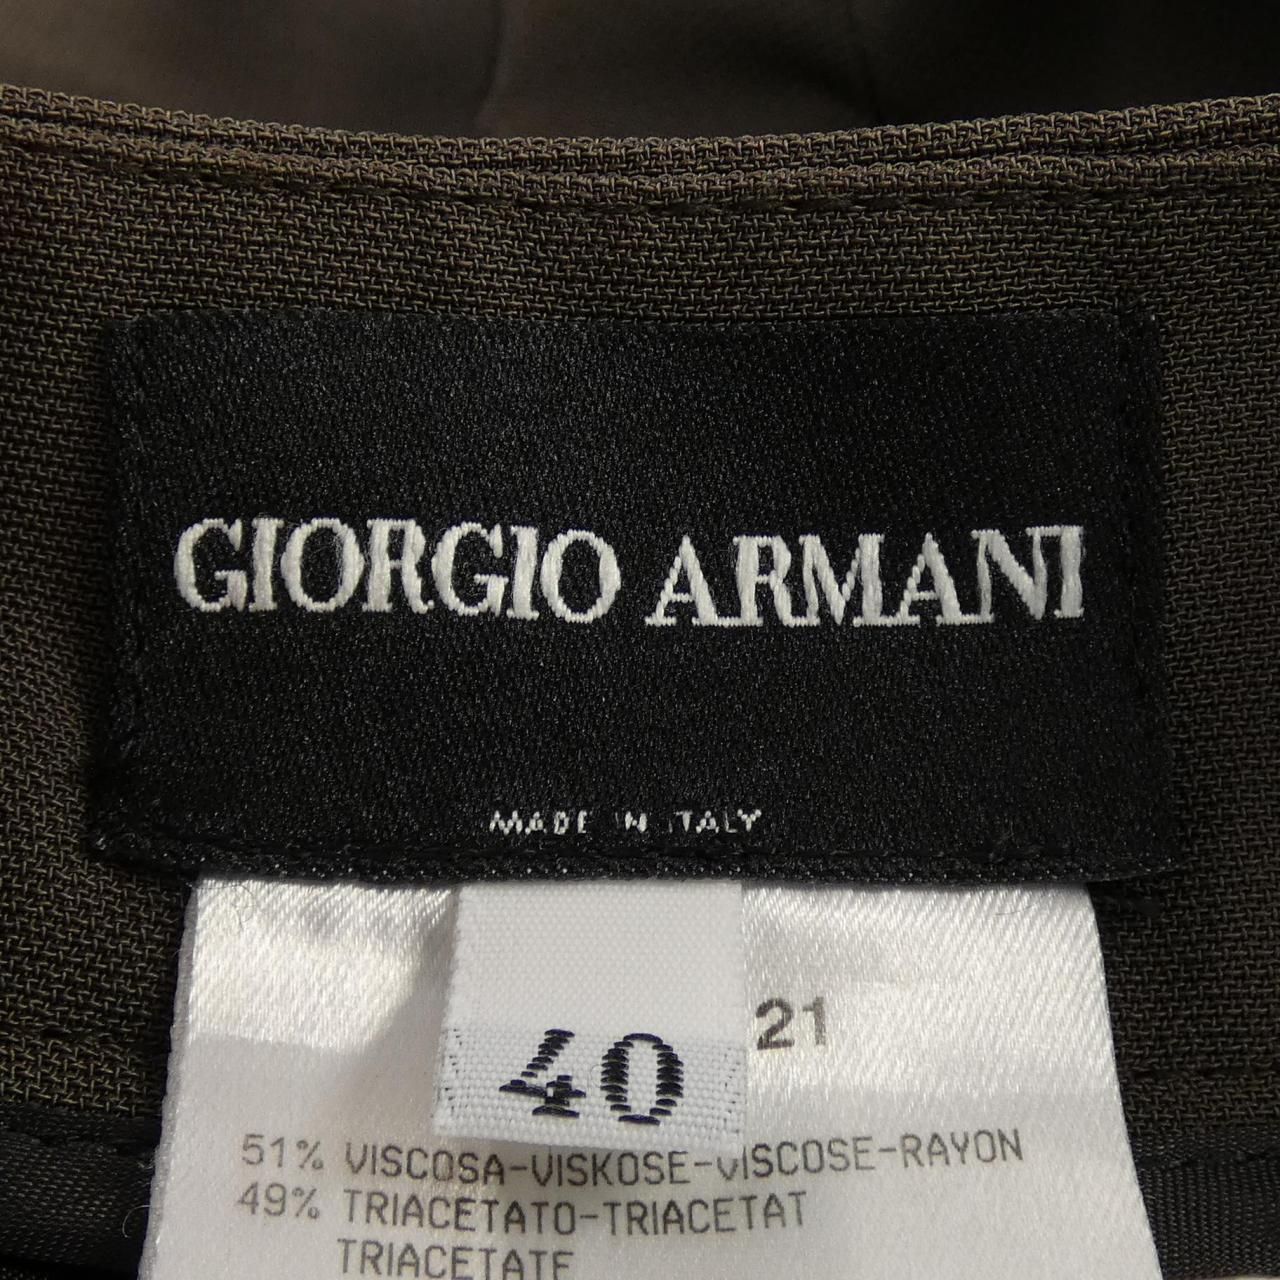 GIORGIO ARMANI
MADE IN ITALY
21
40
51% VISCOSA-VISKOSE-VISCOSE-RAYON
49% TRIACETATO-TRIACETAT
TRIACETATE